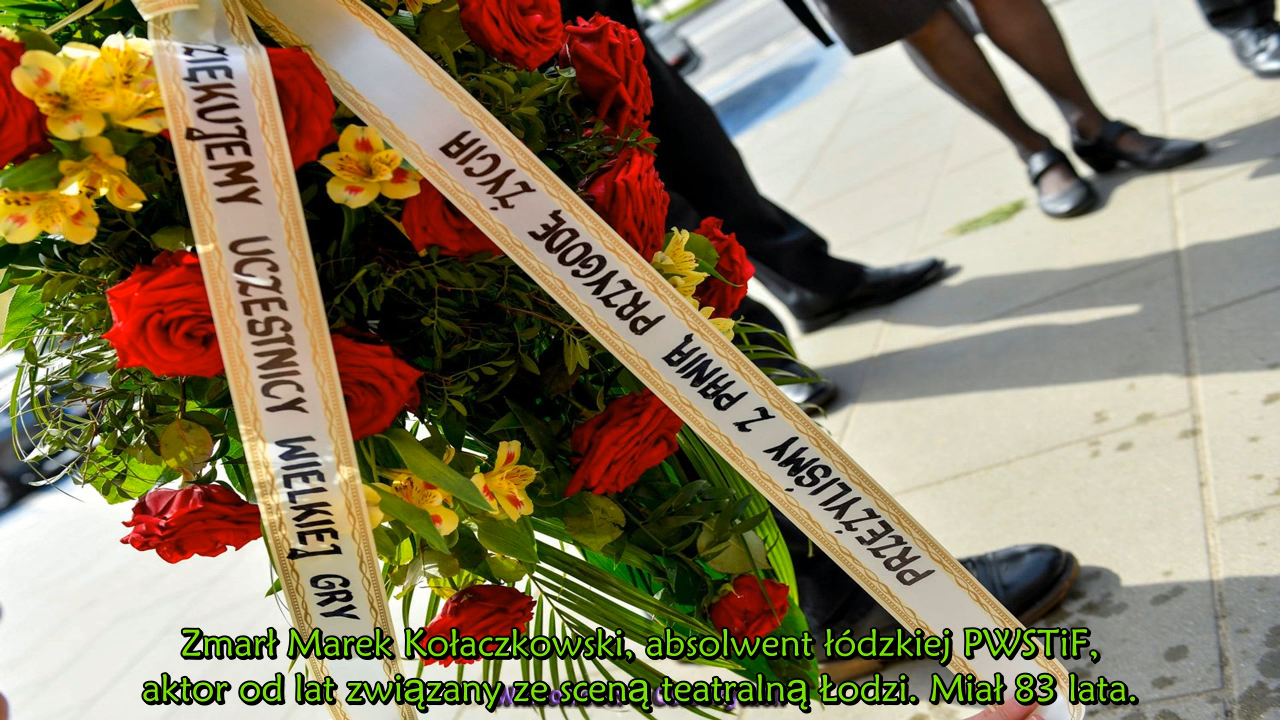 ZIĘKUJEMY UCZESTNICY WIELKIEJ GRY
PRZEŻYLIŚMY Z PANIĄ PRZYGODĘ ŻYCIA
Zmarł Marek Kołaczkowski, absolwent łódzkiej PWSTiF,
aktor od lat związany ze sceną teatralną Łodzi. Miał 83 lata.